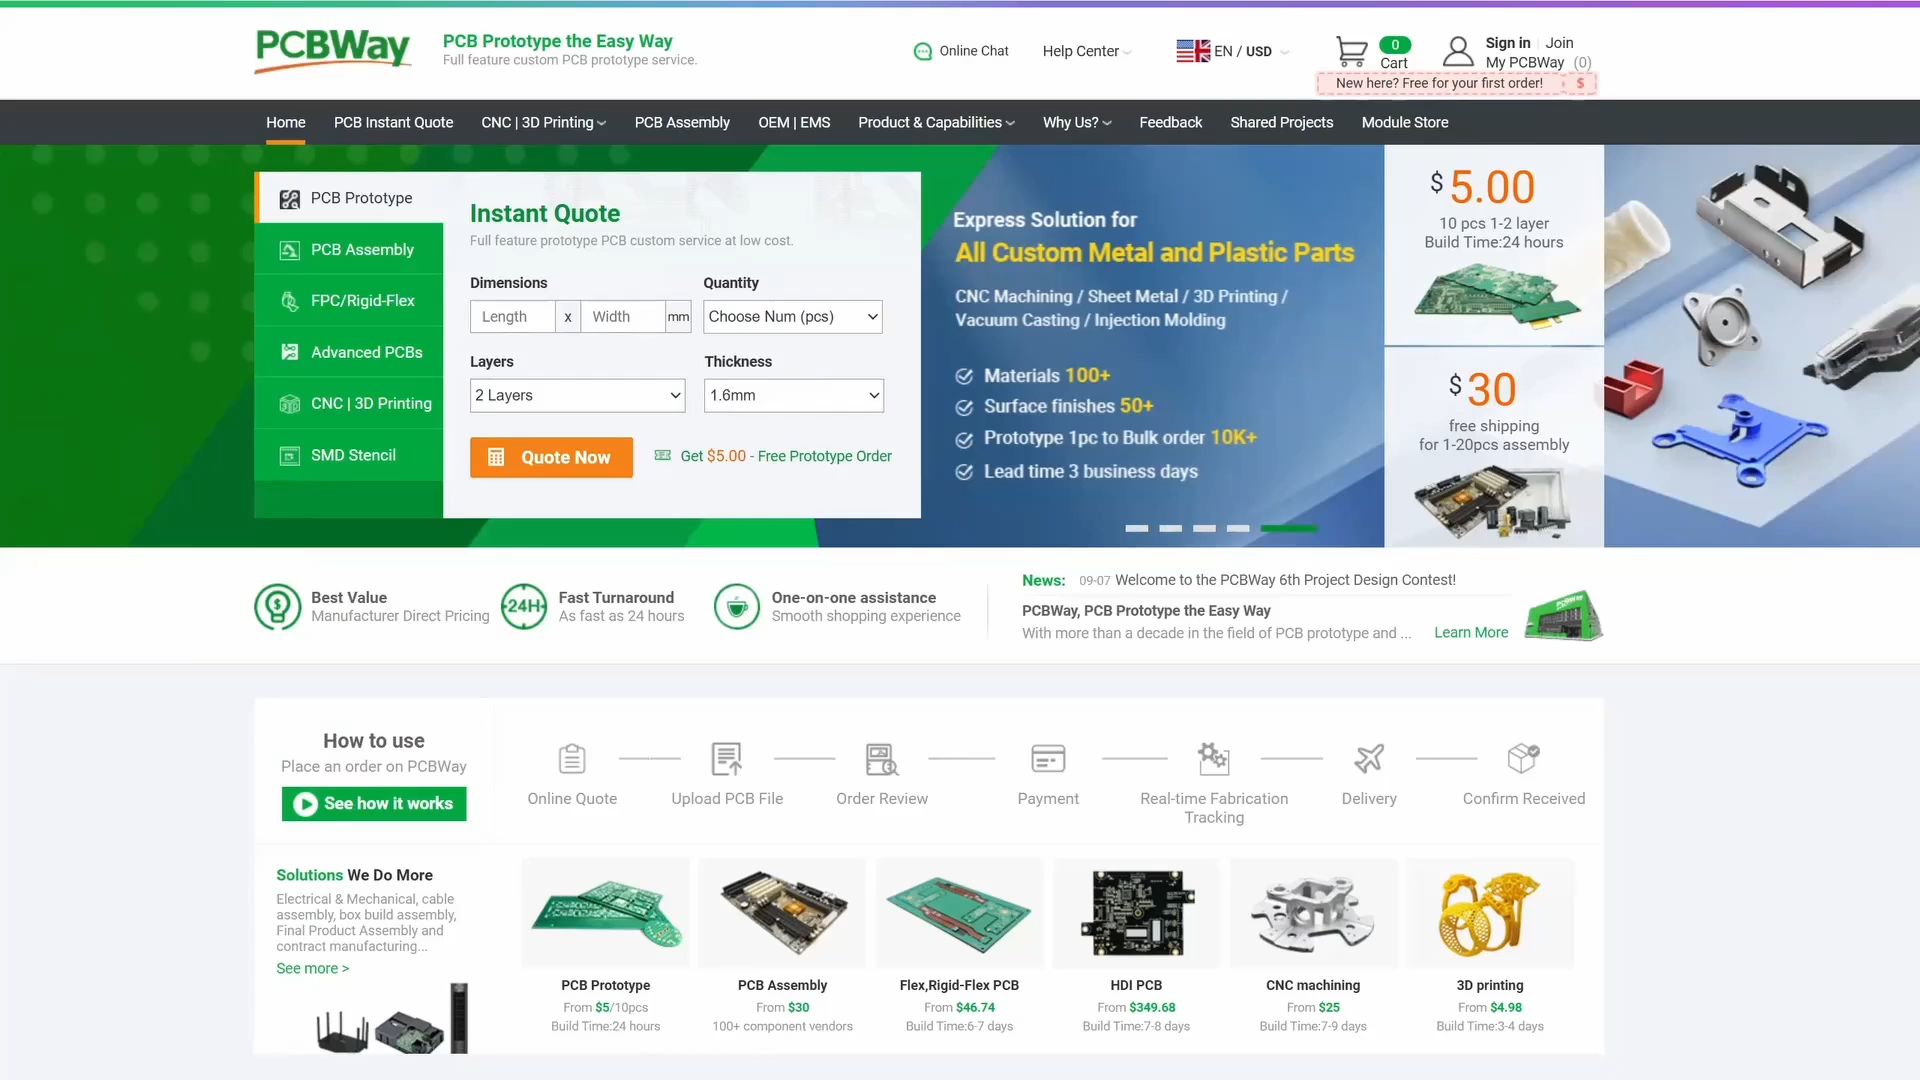 PCBWay
PCB Prototype the Easy Way
Full feature custom PCB prototype service.
Online Chat
Help Center
EN / USD
0
Cart
Sign in Join
My PCBWay (0)
New here? Free for your first order! $
Home
PCB Instant Quote
CNC | 3D Printing
PCB Assembly
OEM | EMS
Product & Capabilities
Why Us?
Feedback
Shared Projects
Module Store
PCB Prototype
PCB Assembly
FPC/Rigid-Flex
Advanced PCBs
CNC | 3D Printing
SMD Stencil
Instant Quote
Full feature prototype PCB custom service at low cost.
Dimensions
Quantity
Length x Width mm
Choose Num (pcs)
Layers
Thickness
2 Layers
1.6mm
Quote Now
Get $5.00 - Free Prototype Order
Express Solution for
All Custom Metal and Plastic Parts
CNC Machining / Sheet Metal / 3D Printing /
Vacuum Casting / Injection Molding
Materials 100+
Surface finishes 50+
Prototype 1pc to Bulk order 10K+
Lead time 3 business days
$ 5.00
10 pcs 1-2 layer
Build Time:24 hours
$ 30
free shipping
for 1-20pcs assembly
Best Value
Manufacturer Direct Pricing
24H
Fast Turnaround
As fast as 24 hours
One-on-one assistance
Smooth shopping experience
News: 09-07 Welcome to the PCBWay 6th Project Design Contest!
PCBWay, PCB Prototype the Easy Way
With more than a decade in the field of PCB prototype and ... Learn More
PCBWay
How to use
Place an order on PCBWay
See how it works
Online Quote
Upload PCB File
Order Review
Payment
Real-time Fabrication
Tracking
Delivery
Confirm Received
Solutions We Do More
Electrical & Mechanical, cable
assembly, box build assembly,
Final Product Assembly and
contract manufacturing...
See more >
PCB Prototype
From $5/10pcs
Build Time:24 hours
PCB Assembly
From $30
100+ component vendors
Flex,Rigid-Flex PCB
From $46.74
Build Time:6-7 days
HDI PCB
From $349.68
Build Time:7-8 days
CNC machining
From $25
Build Time:7-9 days
3D printing
From $4.98
Build Time:3-4 days